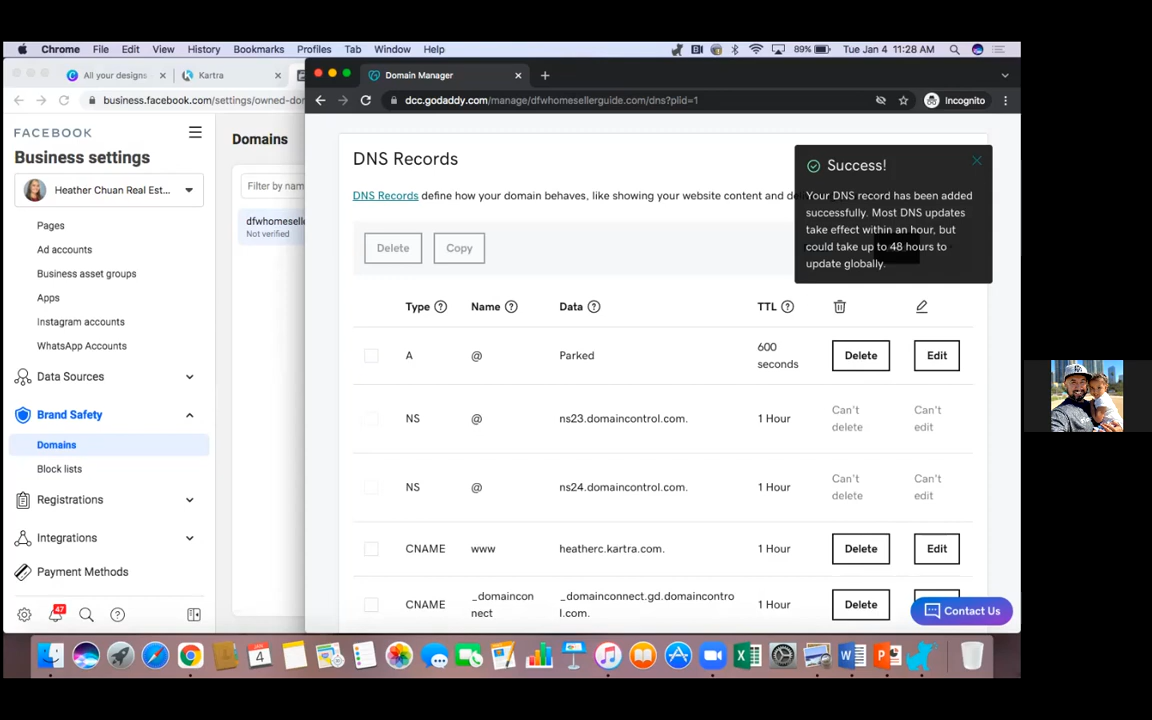 Chrome File Edit View History Bookmarks Profiles Tab Window Help 89% Tue Jan 4 11:28 AM
All your designs Kartra Domain Manager
business.facebook.com/settings/owned-do
dcc.godaddy.com/manage/dfwhomesellerguide.com/dns?plid=1 Incognito
FACEBOOK
Business settings
Heather Chuan Real Est...
Pages
Ad accounts
Business asset groups
Apps
Instagram accounts
WhatsApp Accounts
Data Sources
Brand Safety
Domains
Block lists
Registrations
Integrations
Payment Methods
47
Domains
Filter by nam
dfwhomeselle
Not verified
DNS Records
DNS Records define how your domain behaves, like showing your website content and
Delete Copy
Success!
Your DNS record has been added
successfully. Most DNS updates
take effect within an hour, but
could take up to 48 hours to
update globally.
Type Name Data TTL
A @ Parked 600 seconds Delete Edit
NS @ ns23.domaincontrol.com. 1 Hour Can't delete Can't edit
NS @ ns24.domaincontrol.com. 1 Hour Can't delete Can't edit
CNAME www heatherc.kartra.com. 1 Hour Delete Edit
CNAME _domainconnect _domainconnect.gd.domaincontrol.com. 1 Hour Delete
Contact Us